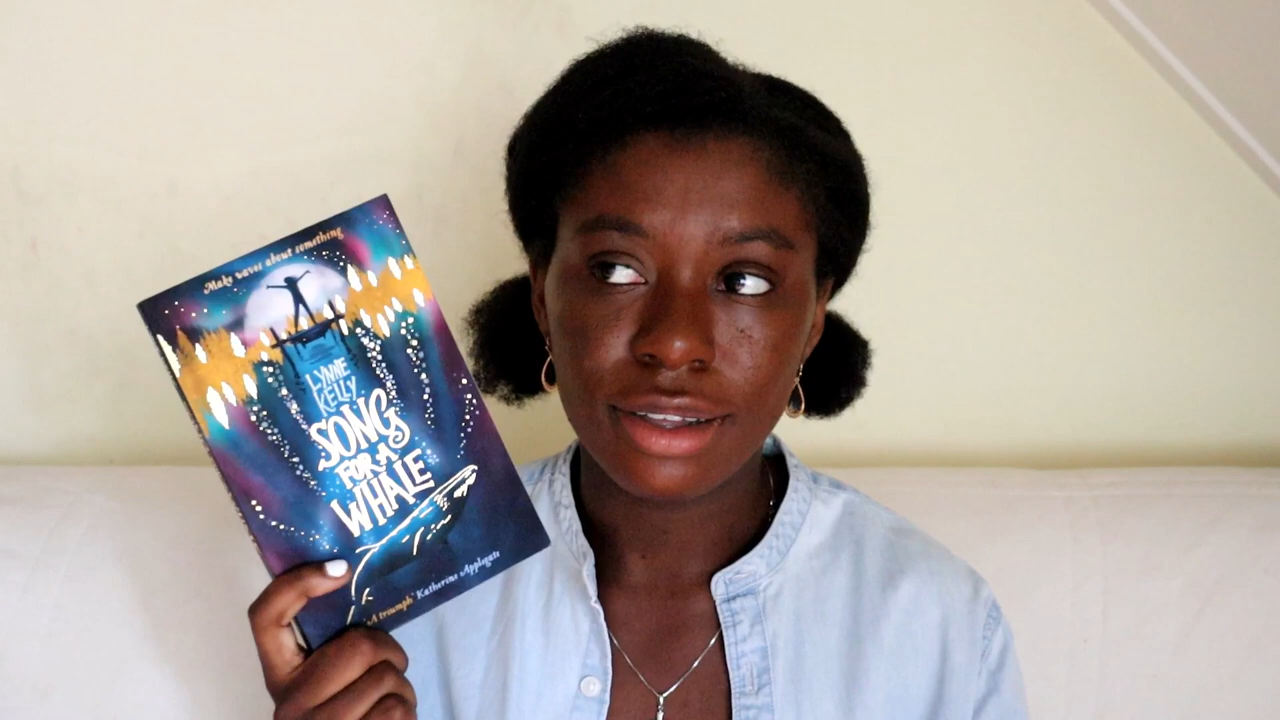 Make waves about something
LYNNE
KELLY
SONG
FOR A
WHALE
'A triumph' Katherine Applegate